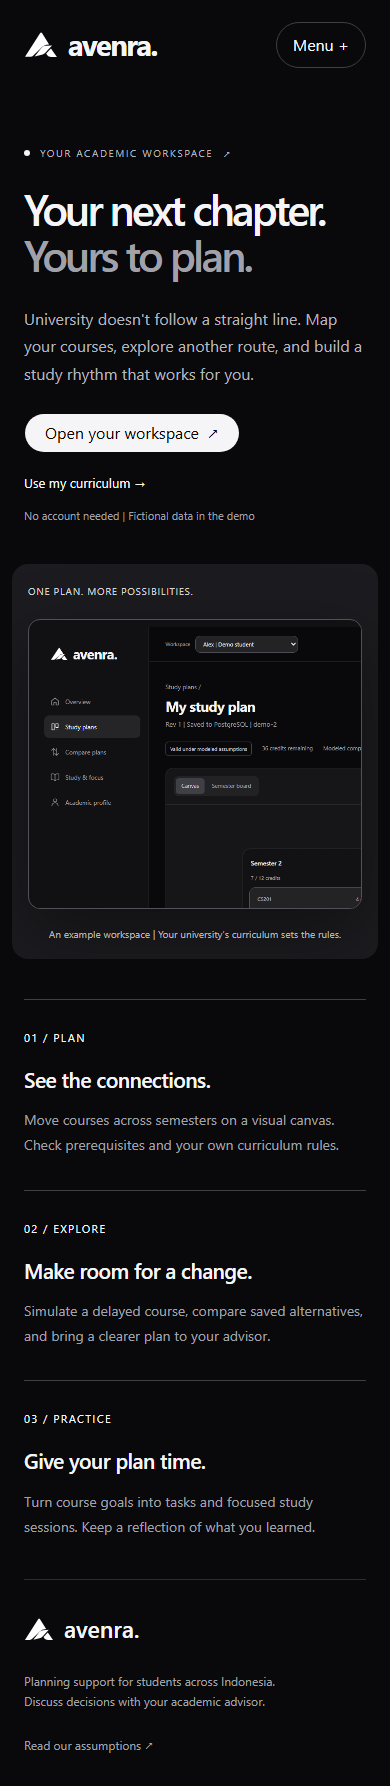 avenra.
Menu +
YOUR ACADEMIC WORKSPACE ↗
Your next chapter.
Yours to plan.
University doesn't follow a straight line. Map
your courses, explore another route, and build a
study rhythm that works for you.
Open your workspace ↗
Use my curriculum →
No account needed | Fictional data in the demo
ONE PLAN. MORE POSSIBILITIES.
avenra.
Workspace
Alex | Demo student
Overview
Study plans
Compare plans
Study & focus
Academic profile
Study plans /
My study plan
Rev 1 | Saved to PostgreSQL | demo-2
Valid under modeled assumptions
36 credits remaining
Modeled comp
Canvas
Semester board
Semester 2
7 / 12 credits
CS201
4
An example workspace | Your university's curriculum sets the rules.
01 / PLAN
See the connections.
Move courses across semesters on a visual canvas.
Check prerequisites and your own curriculum rules.
02 / EXPLORE
Make room for a change.
Simulate a delayed course, compare saved alternatives,
and bring a clearer plan to your advisor.
03 / PRACTICE
Give your plan time.
Turn course goals into tasks and focused study
sessions. Keep a reflection of what you learned.
avenra.
Planning support for students across Indonesia.
Discuss decisions with your academic advisor.
Read our assumptions ↗